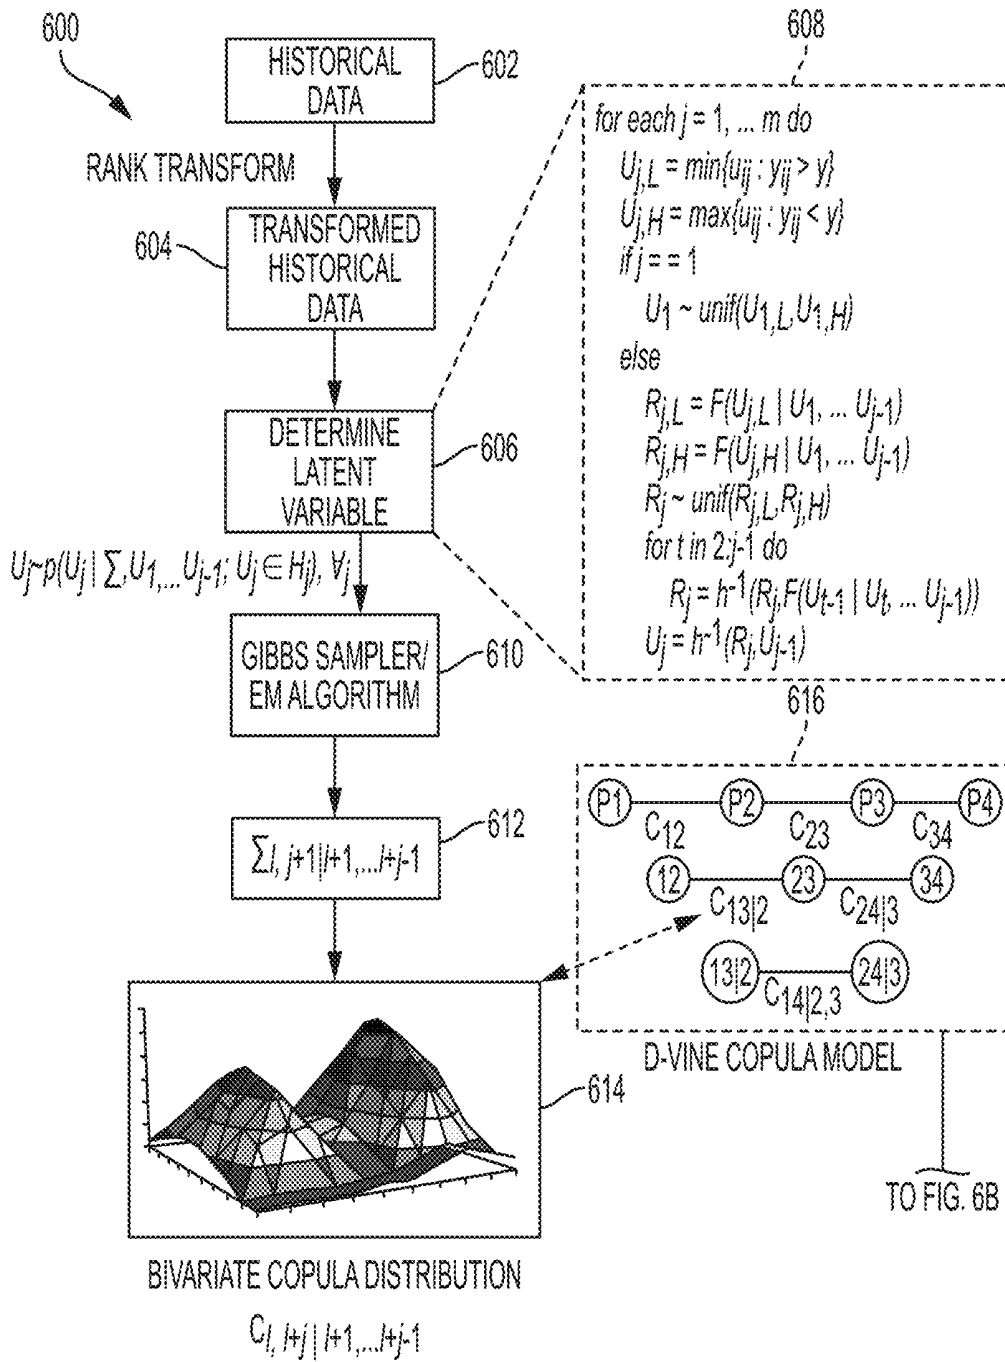 600
HISTORICAL
DATA
602
RANK TRANSFORM
TRANSFORMED
HISTORICAL
DATA
604
DETERMINE
LATENT
VARIABLE
606
608
for each j = 1, ... m do
U_{j,L} = min{u_{ij} : y_{ij} > y}
U_{j,H} = max{u_{ij} : y_{ij} < y}
if j = = 1
U_1 ~ unif(U_{1,L},U_{1,H})
else
R_{j,L} = F(U_{j,L} | U_1, ... U_{j-1})
R_{j,H} = F(U_{j,H} | U_1, ... U_{j-1})
R_j ~ unif(R_{j,L},R_{j,H})
for t in 2:j-1 do
R_j = h^{-1}(R_j,F(U_{t-1} | U_t, ... U_{j-1}))
U_j = h^{-1}(R_j,U_{j-1})
U_j~p(U_j | ∑,U_1,... U_{j-1}; U_j ∈ H_j), ∀_j
GIBBS SAMPLER/
EM ALGORITHM
610
∑i, j+1|i+1,...i+j-1
612
616
P1 P2 P3 P4
C_{12} C_{23} C_{34}
12 23 34
C_{13|2} C_{24|3}
13|2 24|3
C_{14|2,3}
D-VINE COPULA MODEL
614
TO FIG. 6B
BIVARIATE COPULA DISTRIBUTION
C_{i, i+j | i+1,...i+j-1}